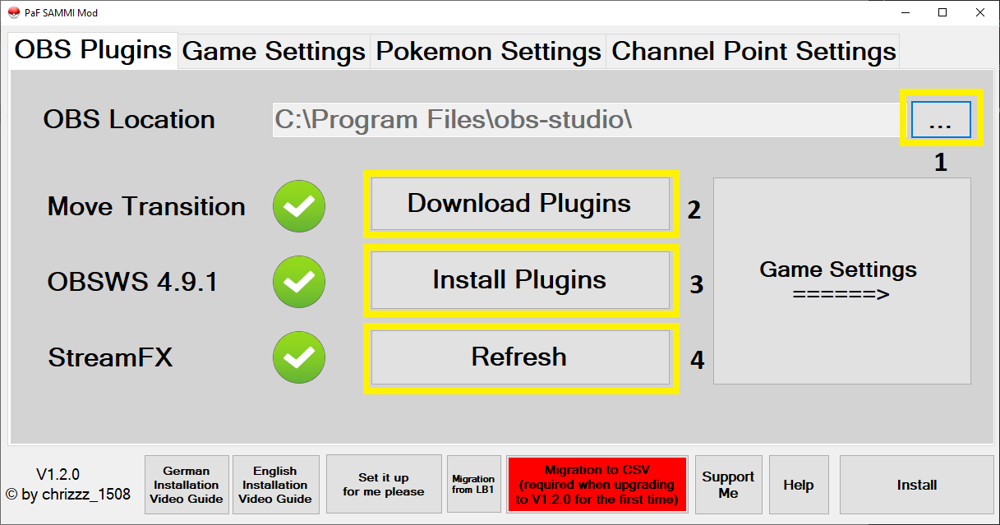 PaF SAMMI Mod
OBS Plugins Game Settings Pokemon Settings Channel Point Settings
OBS Location C:\Program Files\obs-studio\ ...
1
Move Transition Download Plugins 2
OBSWS 4.9.1 Install Plugins 3
Game Settings
======>
StreamFX Refresh 4
V1.2.0
© by chrizzz_1508
German
Installation
Video Guide
English
Installation
Video Guide
Set it up
for me please
Migration
from LB1
Migration to CSV
(required when upgrading
to V1.2.0 for the first time)
Support
Me
Help
Install